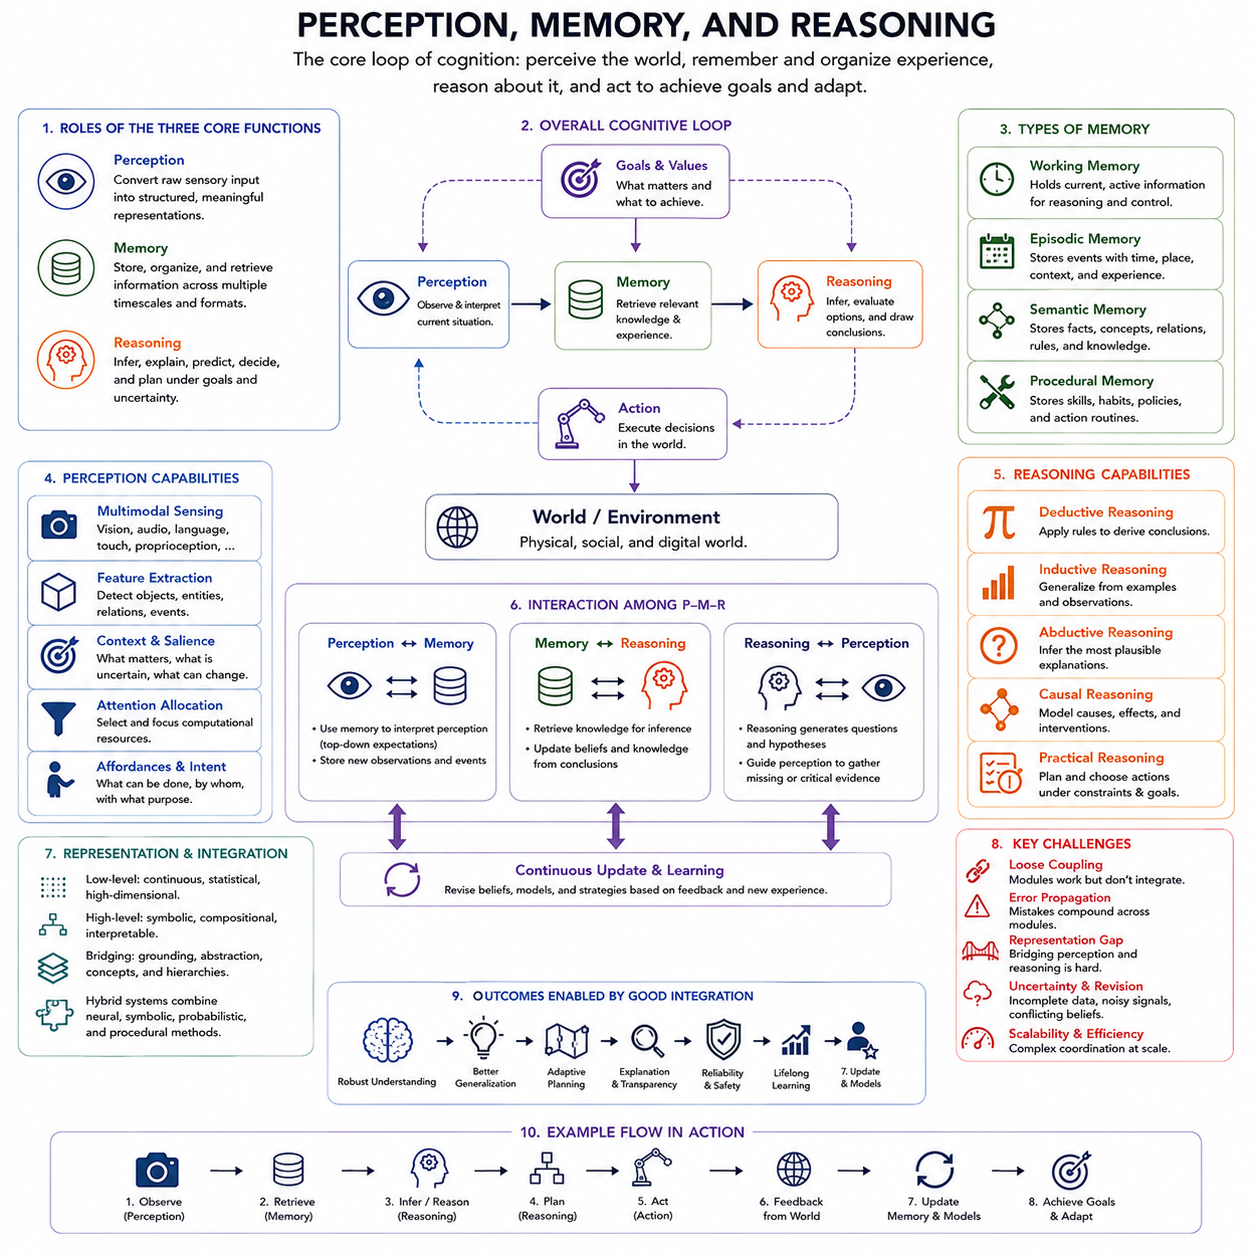 PERCEPTION, MEMORY, AND REASONING
The core loop of cognition: perceive the world, remember and organize experience,
reason about it, and act to achieve goals and adapt.
1. ROLES OF THE THREE CORE FUNCTIONS
Perception
Convert raw sensory input
into structured, meaningful
representations.
Memory
Store, organize, and retrieve
information across multiple
timescales and formats.
Reasoning
Infer, explain, predict, decide,
and plan under goals and
uncertainty.
2. OVERALL COGNITIVE LOOP
Goals & Values
What matters and
what to achieve.
Perception
Observe & interpret
current situation.
Memory
Retrieve relevant
knowledge &
experience.
Reasoning
Infer, evaluate
options, and draw
conclusions.
Action
Execute decisions
in the world.
World / Environment
Physical, social, and digital world.
3. TYPES OF MEMORY
Working Memory
Holds current, active information
for reasoning and control.
Episodic Memory
Stores events with time, place,
context, and experience.
Semantic Memory
Stores facts, concepts, relations,
rules, and knowledge.
Procedural Memory
Stores skills, habits, policies,
and action routines.
4. PERCEPTION CAPABILITIES
Multimodal Sensing
Vision, audio, language,
touch, proprioception, ...
Feature Extraction
Detect objects, entities,
relations, events.
Context & Salience
What matters, what is
uncertain, what can change.
Attention Allocation
Select and focus computational
resources.
Affordances & Intent
What can be done, by whom,
with what purpose.
5. REASONING CAPABILITIES
π
Deductive Reasoning
Apply rules to derive conclusions.
Inductive Reasoning
Generalize from examples
and observations.
?
Abductive Reasoning
Infer the most plausible
explanations.
Causal Reasoning
Model causes, effects, and
interventions.
Practical Reasoning
Plan and choose actions
under constraints & goals.
6. INTERACTION AMONG P–M–R
Perception ↔ Memory
• Use memory to interpret perception
(top-down expectations)
• Store new observations and events
Memory ↔ Reasoning
• Retrieve knowledge for inference
• Update beliefs and knowledge
from conclusions
Reasoning ↔ Perception
• Reasoning generates questions
and hypotheses
• Guide perception to gather
missing or critical evidence
Continuous Update & Learning
Revise beliefs, models, and strategies based on feedback and new experience.
7. REPRESENTATION & INTEGRATION
Low-level: continuous, statistical,
high-dimensional.
High-level: symbolic, compositional,
interpretable.
Bridging: grounding, abstraction,
concepts, and hierarchies.
Hybrid systems combine
neural, symbolic, probabilistic,
and procedural methods.
8. KEY CHALLENGES
Loose Coupling
Modules work but don't integrate.
Error Propagation
Mistakes compound across
modules.
Representation Gap
Bridging perception and
reasoning is hard.
?
Uncertainty & Revision
Incomplete data, noisy signals,
conflicting beliefs.
Scalability & Efficiency
Complex coordination at scale.
9. OUTCOMES ENABLED BY GOOD INTEGRATION
Robust Understanding
Better
Generalization
Adaptive
Planning
Explanation
& Transparency
Reliability
& Safety
Lifelong
Learning
7. Update
& Models
10. EXAMPLE FLOW IN ACTION
1. Observe
(Perception)
2. Retrieve
(Memory)
3. Infer / Reason
(Reasoning)
4. Plan
(Reasoning)
5. Act
(Action)
6. Feedback
from World
7. Update
Memory & Models
8. Achieve Goals
& Adapt